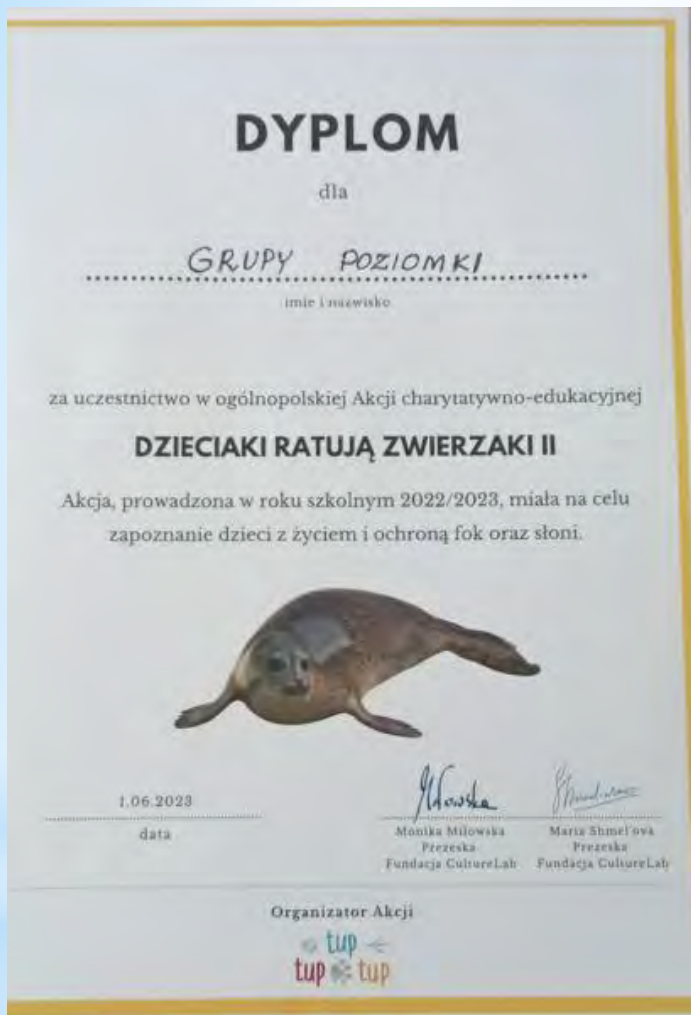 DYPLOM
dla
GRUPY POZIOMKI
imię i nazwisko
za uczestnictwo w ogólnopolskiej Akcji charytatywno-edukacyjnej
DZIECIAKI RATUJĄ ZWIERZAKI II
Akcja, prowadzona w roku szkolnym 2022/2023, miała na celu
zapoznanie dzieci z życiem i ochroną fok oraz słoni.
1.06.2023
data
Monika Miłowska
Prezeska
Fundacja CultureLab
Maria Shmel'ova
Prezeska
Fundacja CultureLab
Organizator Akcji
tup
tup tup